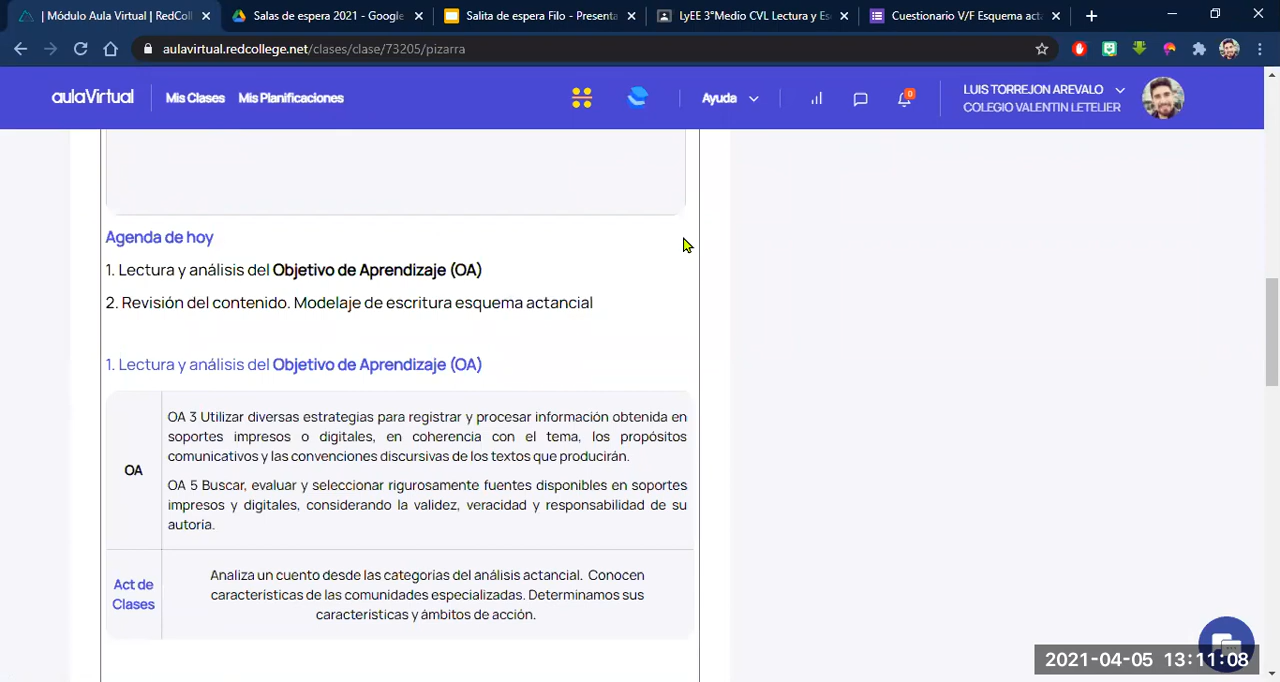 | Módulo Aula Virtual | RedColl
Salas de espera 2021 - Google
Salita de espera Filo - Presenta
LyEE 3°Medio CVL Lectura y Es
Cuestionario V/F Esquema acta
aulavirtual.redcollege.net/clases/clase/73205/pizarra
aulaVirtual
Mis Clases
Mis Planificaciones
Ayuda
0
LUIS TORREJON AREVALO
COLEGIO VALENTIN LETELIER
Agenda de hoy
1. Lectura y análisis del Objetivo de Aprendizaje (OA)
2. Revisión del contenido. Modelaje de escritura esquema actancial
1. Lectura y análisis del Objetivo de Aprendizaje (OA)
OA
OA 3 Utilizar diversas estrategias para registrar y procesar información obtenida en
soportes impresos o digitales, en coherencia con el tema, los propósitos
comunicativos y las convenciones discursivas de los textos que producirán.
OA 5 Buscar, evaluar y seleccionar rigurosamente fuentes disponibles en soportes
impresos y digitales, considerando la validez, veracidad y responsabilidad de su
autoría.
Act de
Clases
Analiza un cuento desde las categorías del análisis actancial. Conocen
características de las comunidades especializadas. Determinamos sus
características y ámbitos de acción.
2021-04-05 13:11:08